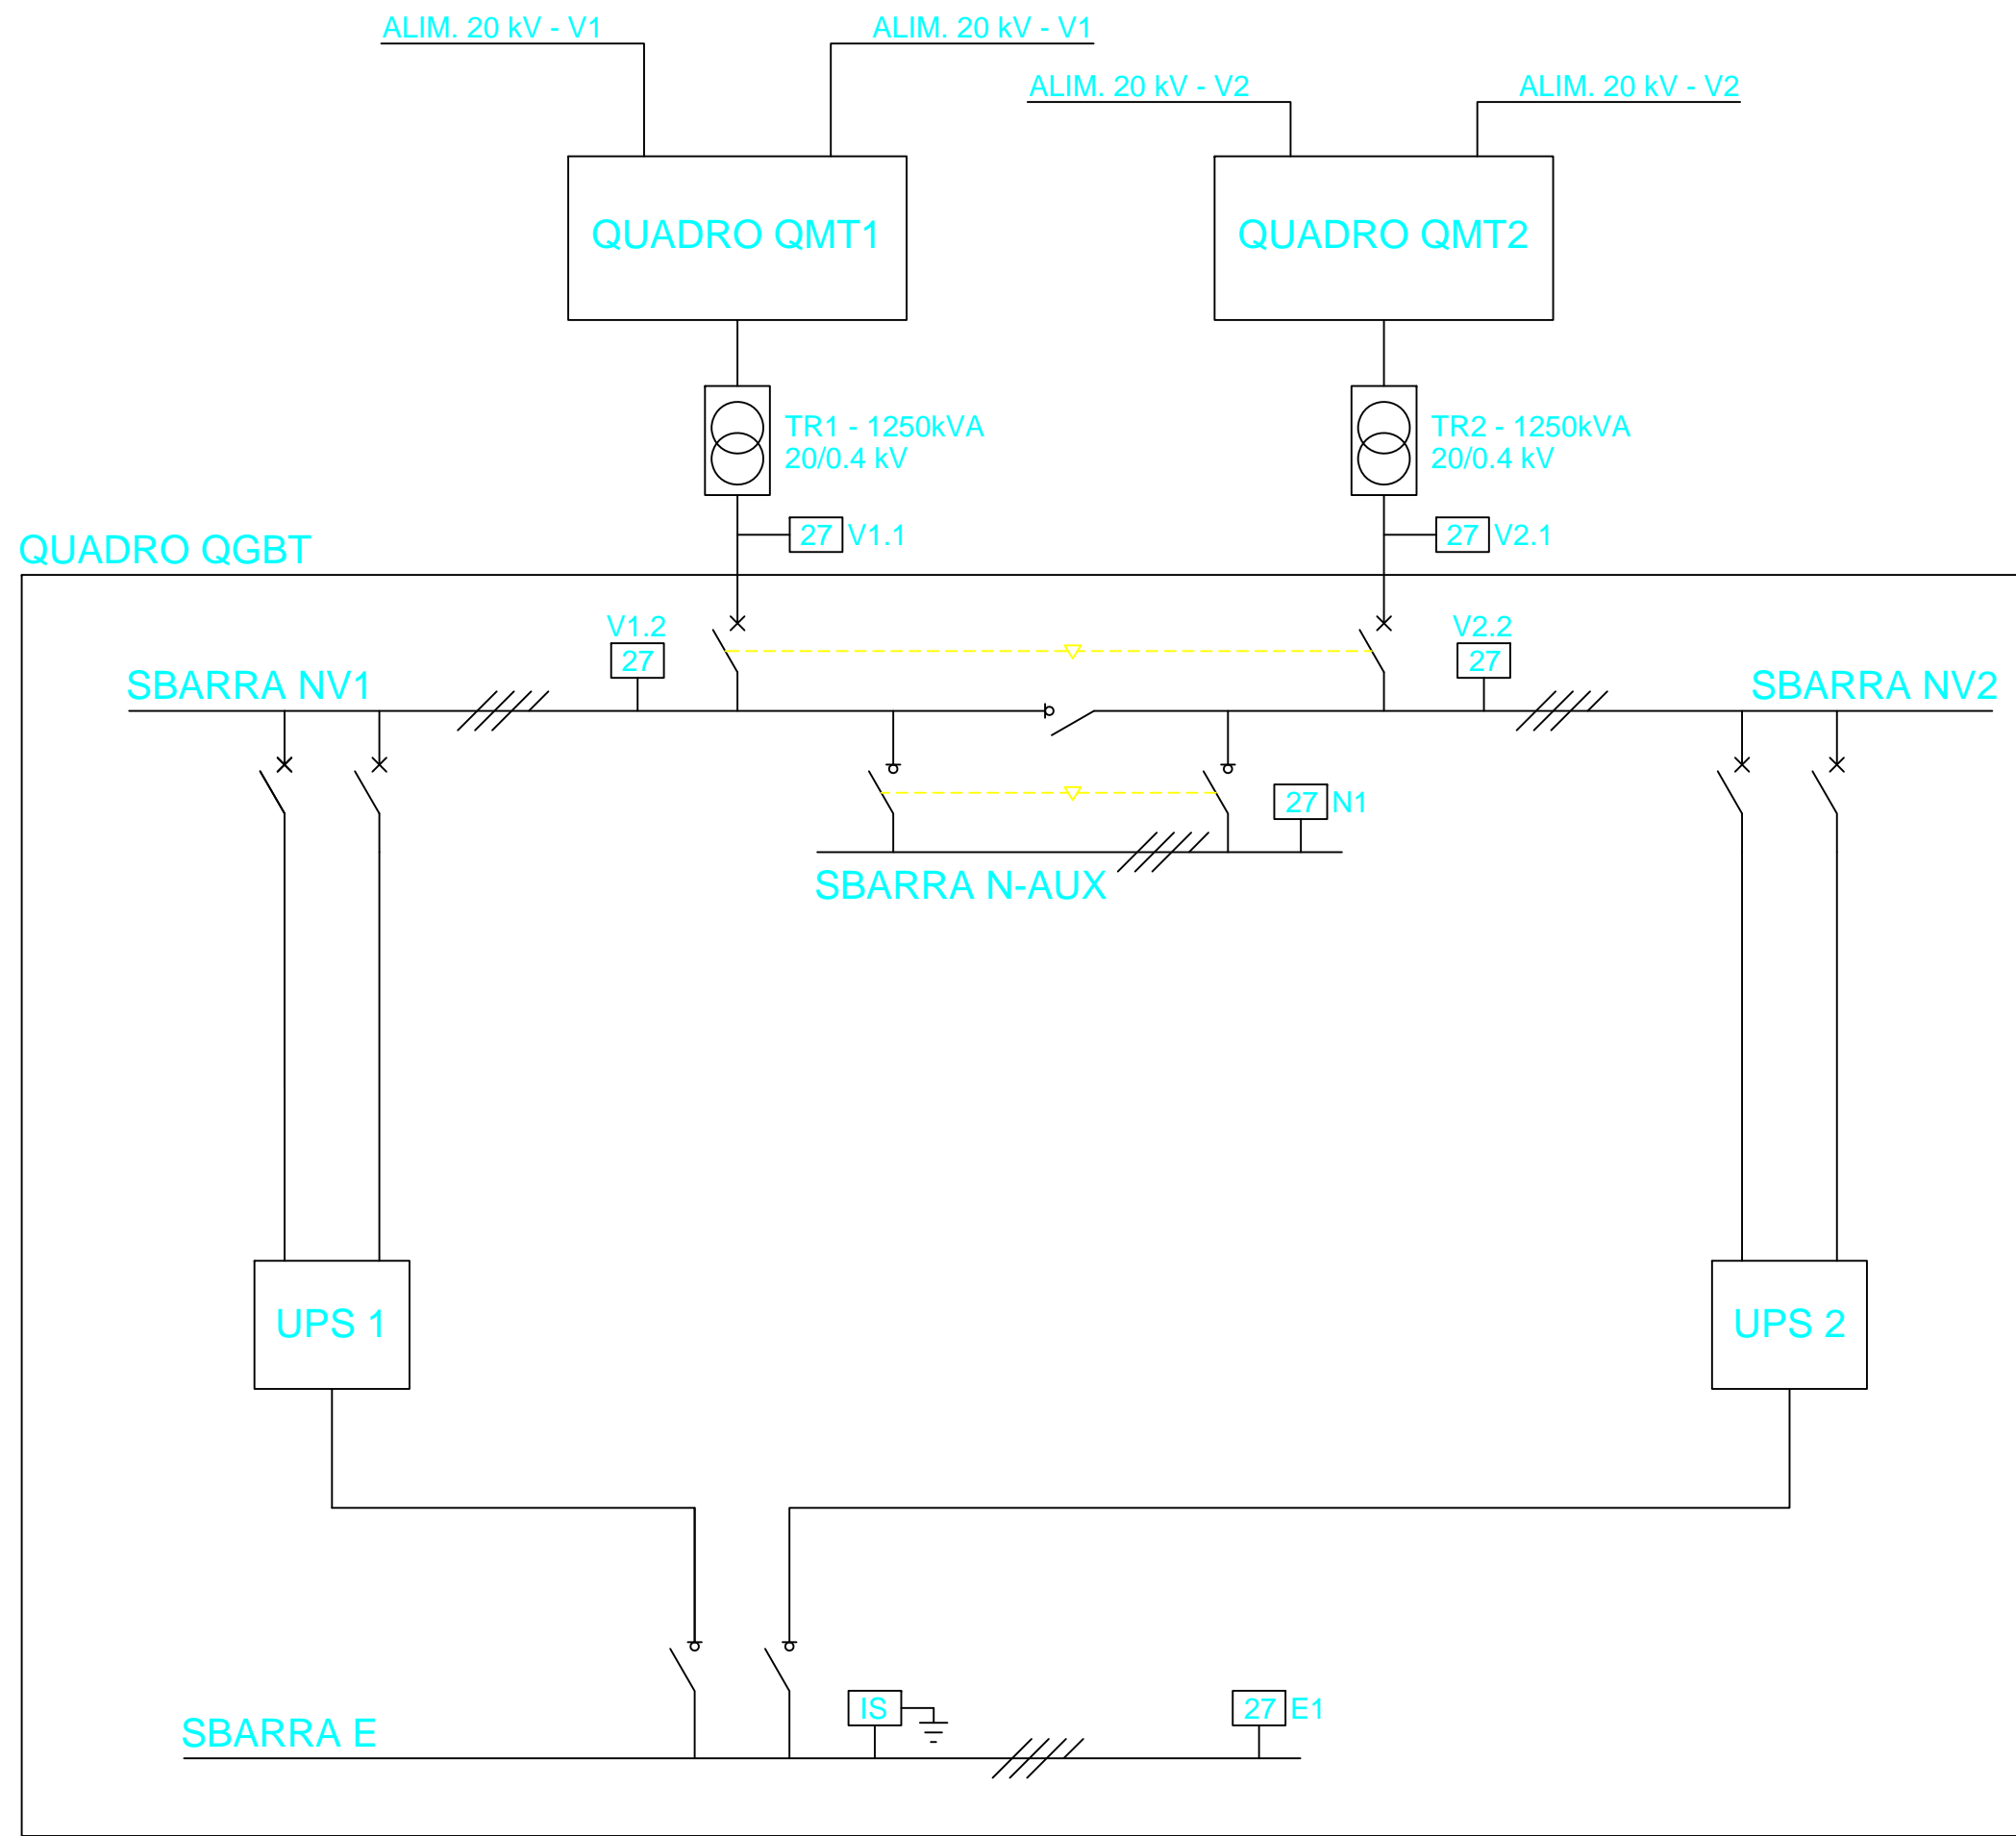 ALIM. 20 kV - V1
ALIM. 20 kV - V1
ALIM. 20 kV - V2
ALIM. 20 kV - V2
QUADRO QMT1
QUADRO QMT2
TR1 - 1250kVA
20/0.4 kV
TR2 - 1250kVA
20/0.4 kV
27 V1.1
27 V2.1
QUADRO QGBT
V1.2
27
V2.2
27
SBARRA NV1
SBARRA NV2
27 N1
SBARRA N-AUX
UPS 1
UPS 2
IS
27 E1
SBARRA E